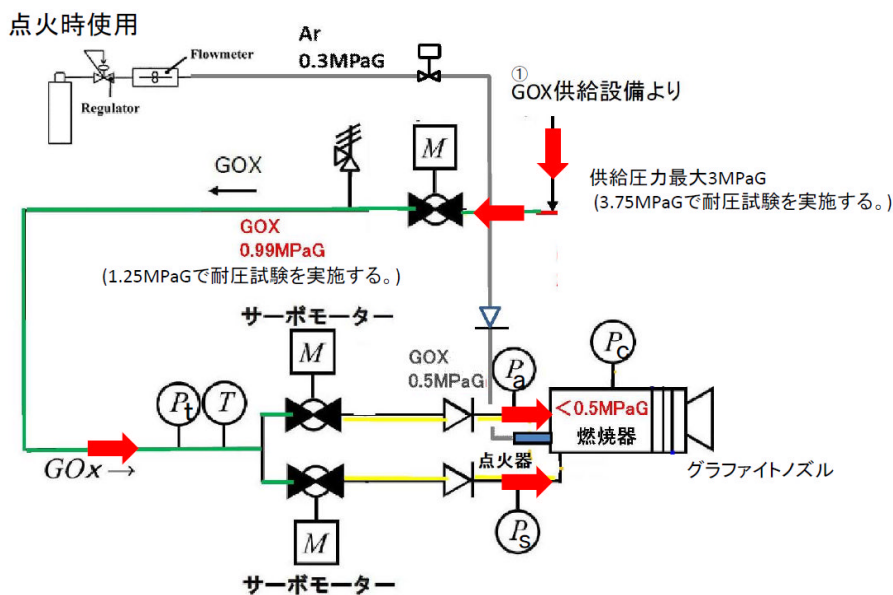 点火時使用
Flowmeter
Regulator
Ar
0.3MPaG
①
GOX供給設備より
M
GOX
供給圧力最大3MPaG
(3.75MPaGで耐圧試験を実施する。)
GOX
0.99MPaG
(1.25MPaGで耐圧試験を実施する。)
サーボモーター
M
GOX
0.5MPaG
Pa
Pc
Pt
T
<0.5MPaG
燃焼器
点火器
グラファイトノズル
GOx→
Ps
M
サーボモーター